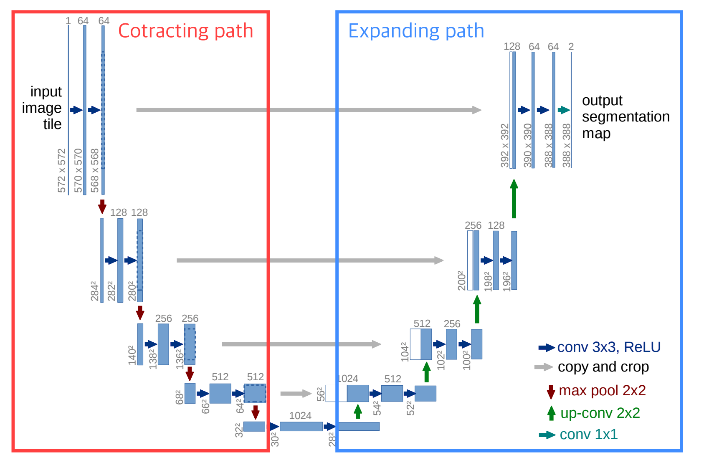 Cotracting path
Expanding path
1 64 64
128 64 64 2
input
image
tile
output
segmentation
map
572 x 572
570 x 570
568 x 568
392 x 392
390 x 390
388 x 388
388 x 388
128 128
256 128
284²
282²
280²
200²
198²
196²
256 256
512 256
140²
138²
136²
104²
102²
100²
512 512
1024 512
68²
66²
64²
56²
54²
52²
1024
32²
30²
28²
conv 3x3, ReLU
copy and crop
max pool 2x2
up-conv 2x2
conv 1x1